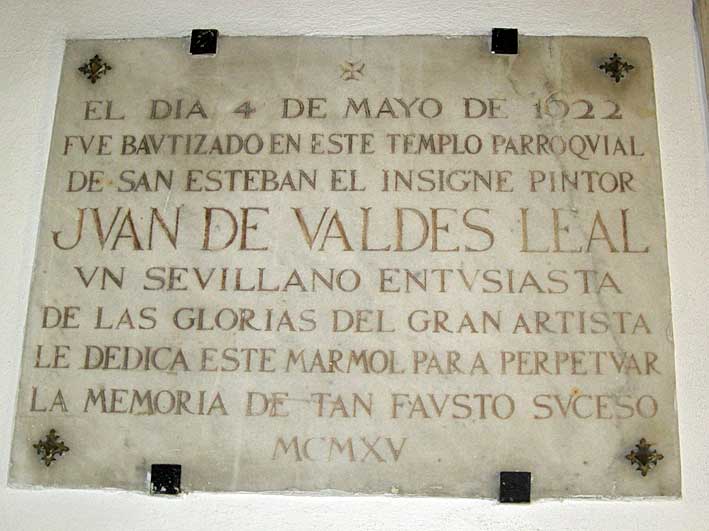 EL DIA 4 DE MAYO DE 1622
FVE BAVTIZADO EN ESTE TEMPLO PARROQVIAL
DE SAN ESTEBAN EL INSIGNE PINTOR
JVAN DE VALDES LEAL
VN SEVILLANO ENTVSIASTA
DE LAS GLORIAS DEL GRAN ARTISTA
LE DEDICA ESTE MARMOL PARA PERPETVAR
LA MEMORIA DE TAN FAVSTO SVCESO
MCMXV